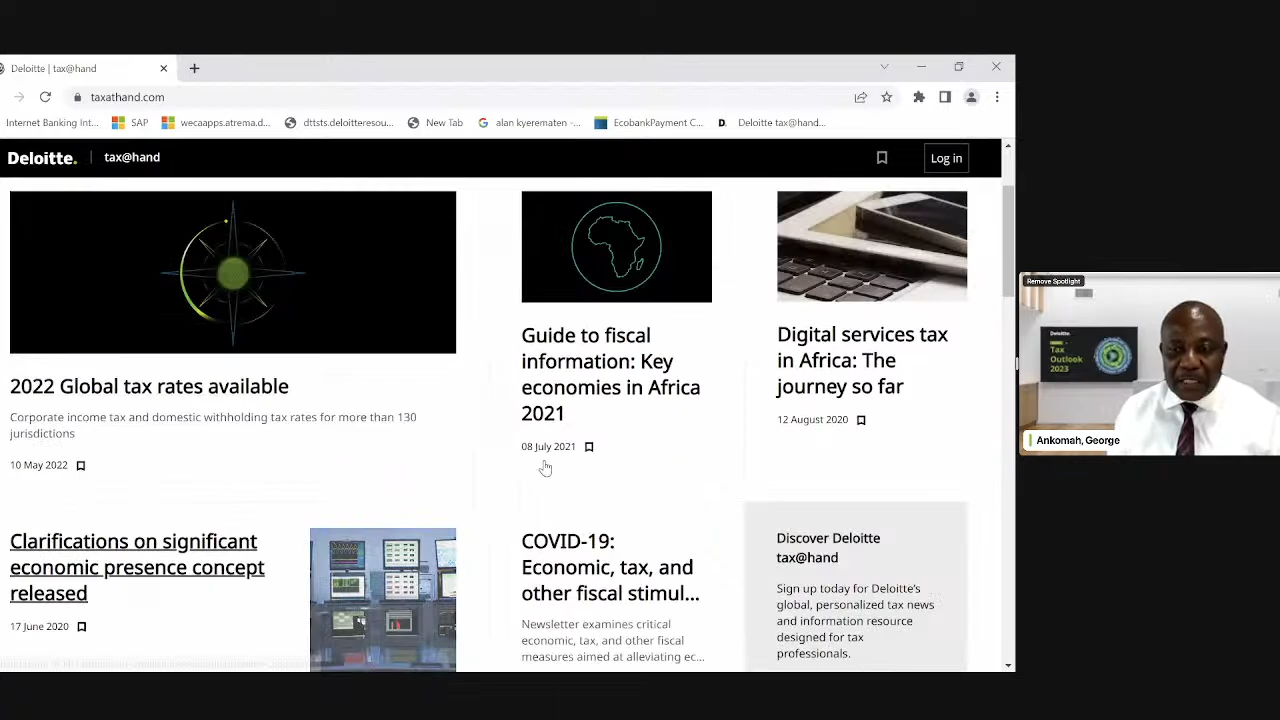 Deloitte | tax@hand
taxathand.com
Internet Banking Int...
SAP
wecaapps.atrema.d...
dttsts.deloitteresou...
New Tab
alan kyerematen -...
EcobankPayment C...
D.
Deloitte tax@hand...
Deloitte.
tax@hand
Log in
2022 Global tax rates available
Corporate income tax and domestic withholding tax rates for more than 130
jurisdictions
10 May 2022
Guide to fiscal
information: Key
economies in Africa
2021
08 July 2021
Digital services tax
in Africa: The
journey so far
12 August 2020
Clarifications on significant
economic presence concept
released
17 June 2020
COVID-19:
Economic, tax, and
other fiscal stimul...
Newsletter examines critical
economic, tax, and other fiscal
measures aimed at alleviating ec...
Discover Deloitte
tax@hand
Sign up today for Deloitte's
global, personalized tax news
and information resource
designed for tax
professionals.
Remove Spotlight
Deloitte.
Tax
Outlook
2023
Ankomah, George